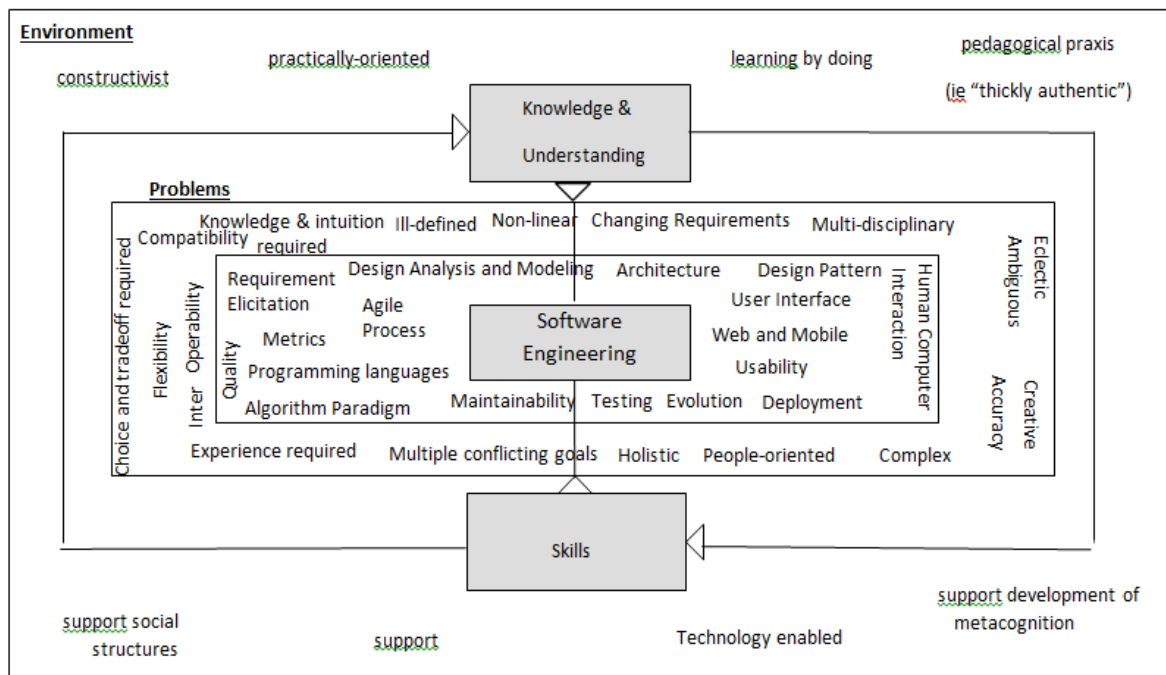 Environment
constructivist
practically-oriented
learning by doing
pedagogical praxis
(ie “thickly authentic”)
Knowledge &
Understanding
Problems
Choice and tradeoff required
Compatibility
Knowledge & intuition
required
Ill-defined
Non-linear
Changing Requirements
Multi-disciplinary
Eclectic
Ambiguous
Flexibility
Inter Operability
Requirement
Elicitation
Design Analysis and Modeling
Architecture
Design Pattern
Human Computer
Interaction
Agile
Process
User Interface
Metrics
Software
Engineering
Web and Mobile
Quality
Programming languages
Usability
Algorithm Paradigm
Maintainability
Testing
Evolution
Deployment
Creative
Accuracy
Experience required
Multiple conflicting goals
Holistic
People-oriented
Complex
Skills
support social
structures
support
Technology enabled
support development of
metacognition